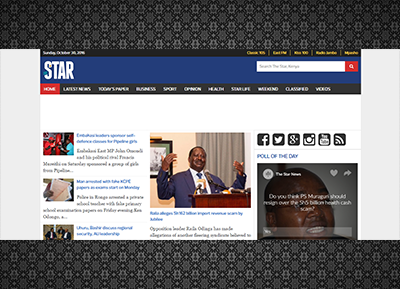 Sunday, October 30, 2016
Classic 105
East FM
Kiss 100
Radio Jambo
Mpasho
STAR
Search The Star, Kenya
HOME LATEST NEWS TODAY'S PAPER BUSINESS SPORT OPINION HEALTH STAR LIFE WEEKEND CLASSIFIED VIDEOS
Embakasi leaders sponsor self-
defence classes for Pipeline girls
Embakasi East MP John Omondi
and his political rival Francis
Mureithi on Saturday sponsored a group of girls
from Pipeline...
Man arrested with fake KCPE
papers as exams start on Monday
Police in Rongo arrested a private
school teacher with fake primary
school examination papers on Friday evening. Ken
Odongo, a...
Uhuru, Bashir discuss regional
security, AU leadership
Raila alleges Sh182 billion import revenue scam by
Jubilee
Opposition leader Raila Odinga has made
allegations of another fleecing syndicate believed to
POLL OF THE DAY
The Star News
Do you think PS Muraguri should
resign over the Sh5 billion health cash
scam?